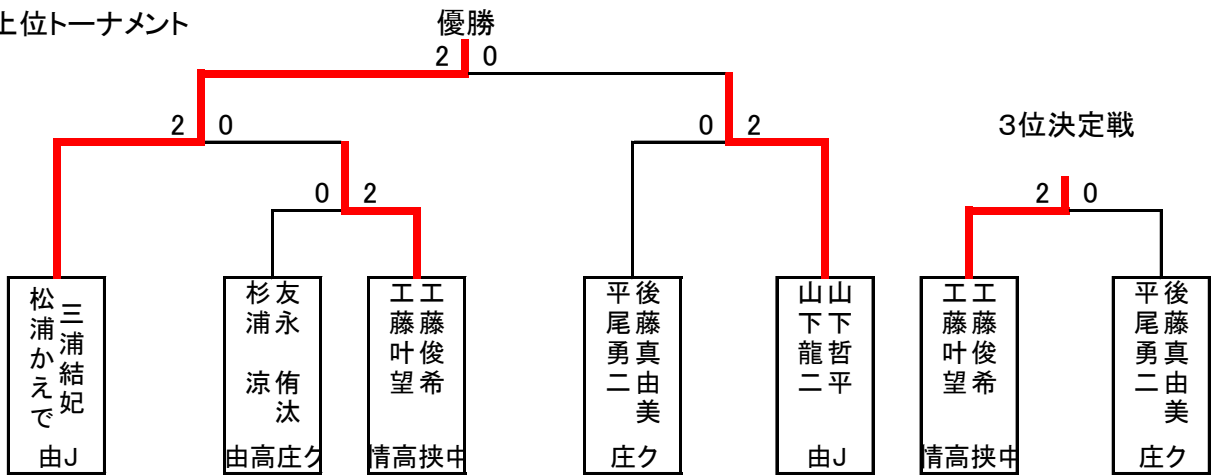 上位トーナメント
優勝
2 0
2 0
0 2
3位決定戦
0 2
2 0
三浦結妃
松浦かえで
由J
友永 侑汰
杉浦 涼
由高庄ク
工藤俊希
工藤叶望
情高挟中
後藤真由美
平尾勇二
庄ク
山下哲平
山下龍二
由J
工藤俊希
工藤叶望
情高挟中
後藤真由美
平尾勇二
庄ク